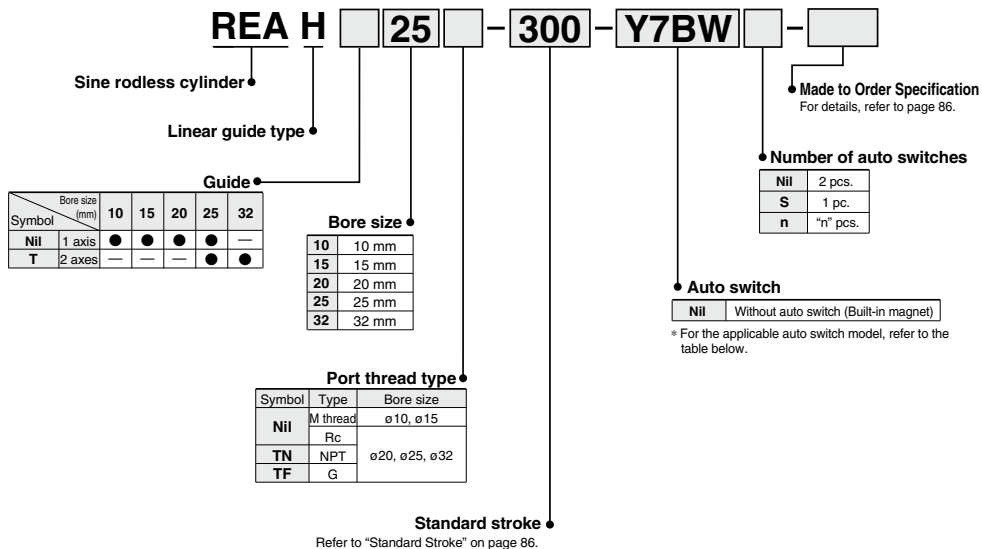 REA H 25 – 300 – Y7BW –
Sine rodless cylinder
Linear guide type
Guide
Symbol Bore size (mm) 10 15 20 25 32
Nil 1 axis ● ● ● ● —
T 2 axes — — — ● ●
Bore size
10 10 mm
15 15 mm
20 20 mm
25 25 mm
32 32 mm
Port thread type
Symbol Type Bore size
Nil M thread ø10, ø15
Rc
TN NPT ø20, ø25, ø32
TF G
Standard stroke
Refer to “Standard Stroke” on page 86.
Auto switch
Nil Without auto switch (Built-in magnet)
* For the applicable auto switch model, refer to the
table below.
Number of auto switches
Nil 2 pcs.
S 1 pc.
n “n” pcs.
Made to Order Specification
For details, refer to page 86.